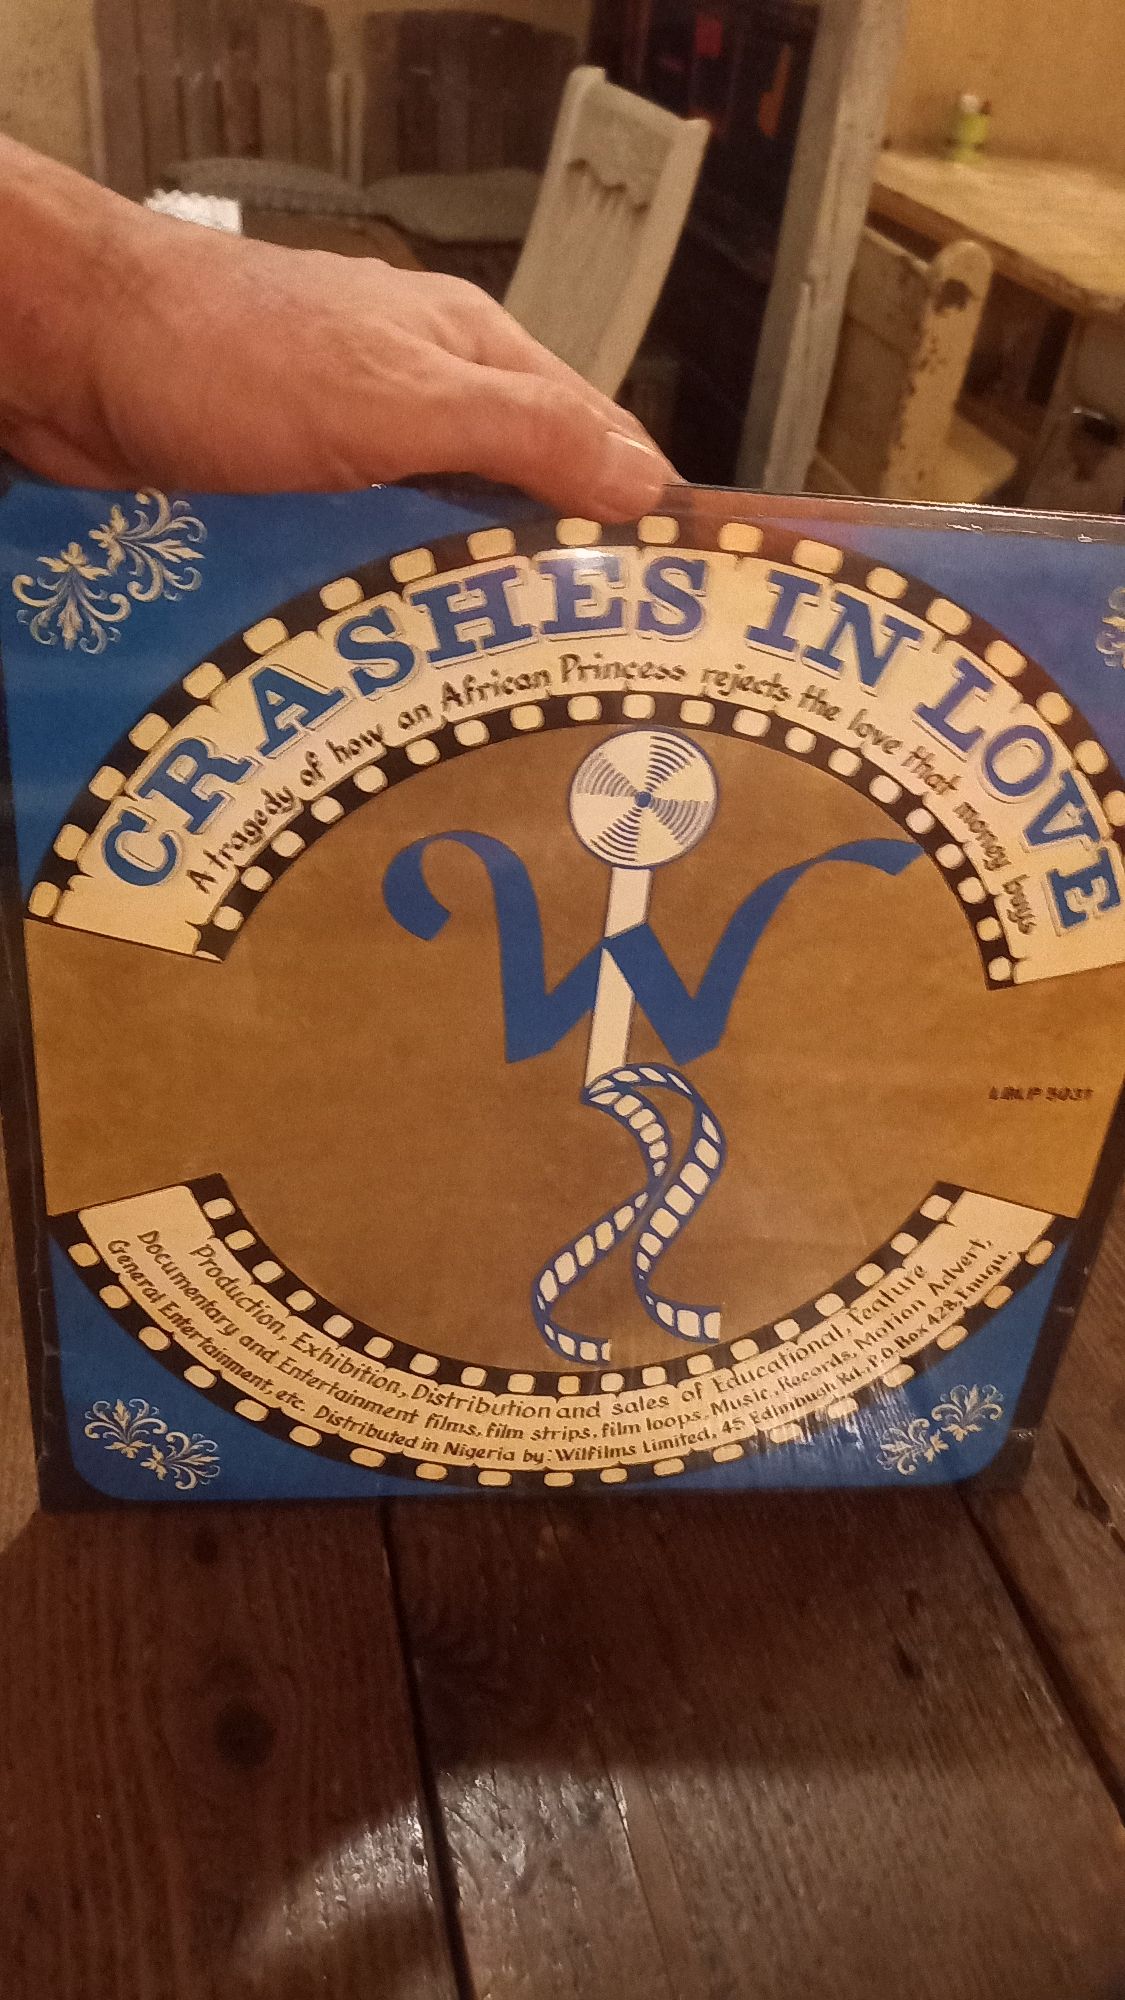 CRASHES IN LOVE
A tragedy of how an African Princess rejects the love that money buys
W
LRLP 5031
Production, Exhibition, Distribution and sales of Educational, Feature
Documentary and Entertainment films, film strips, film loops, Music, Records, Motion Advert,
General Entertainment, etc. Distributed in Nigeria by: Wilfilms Limited, 45 Edinburgh Rd. P.O. Box 428, Enugu.